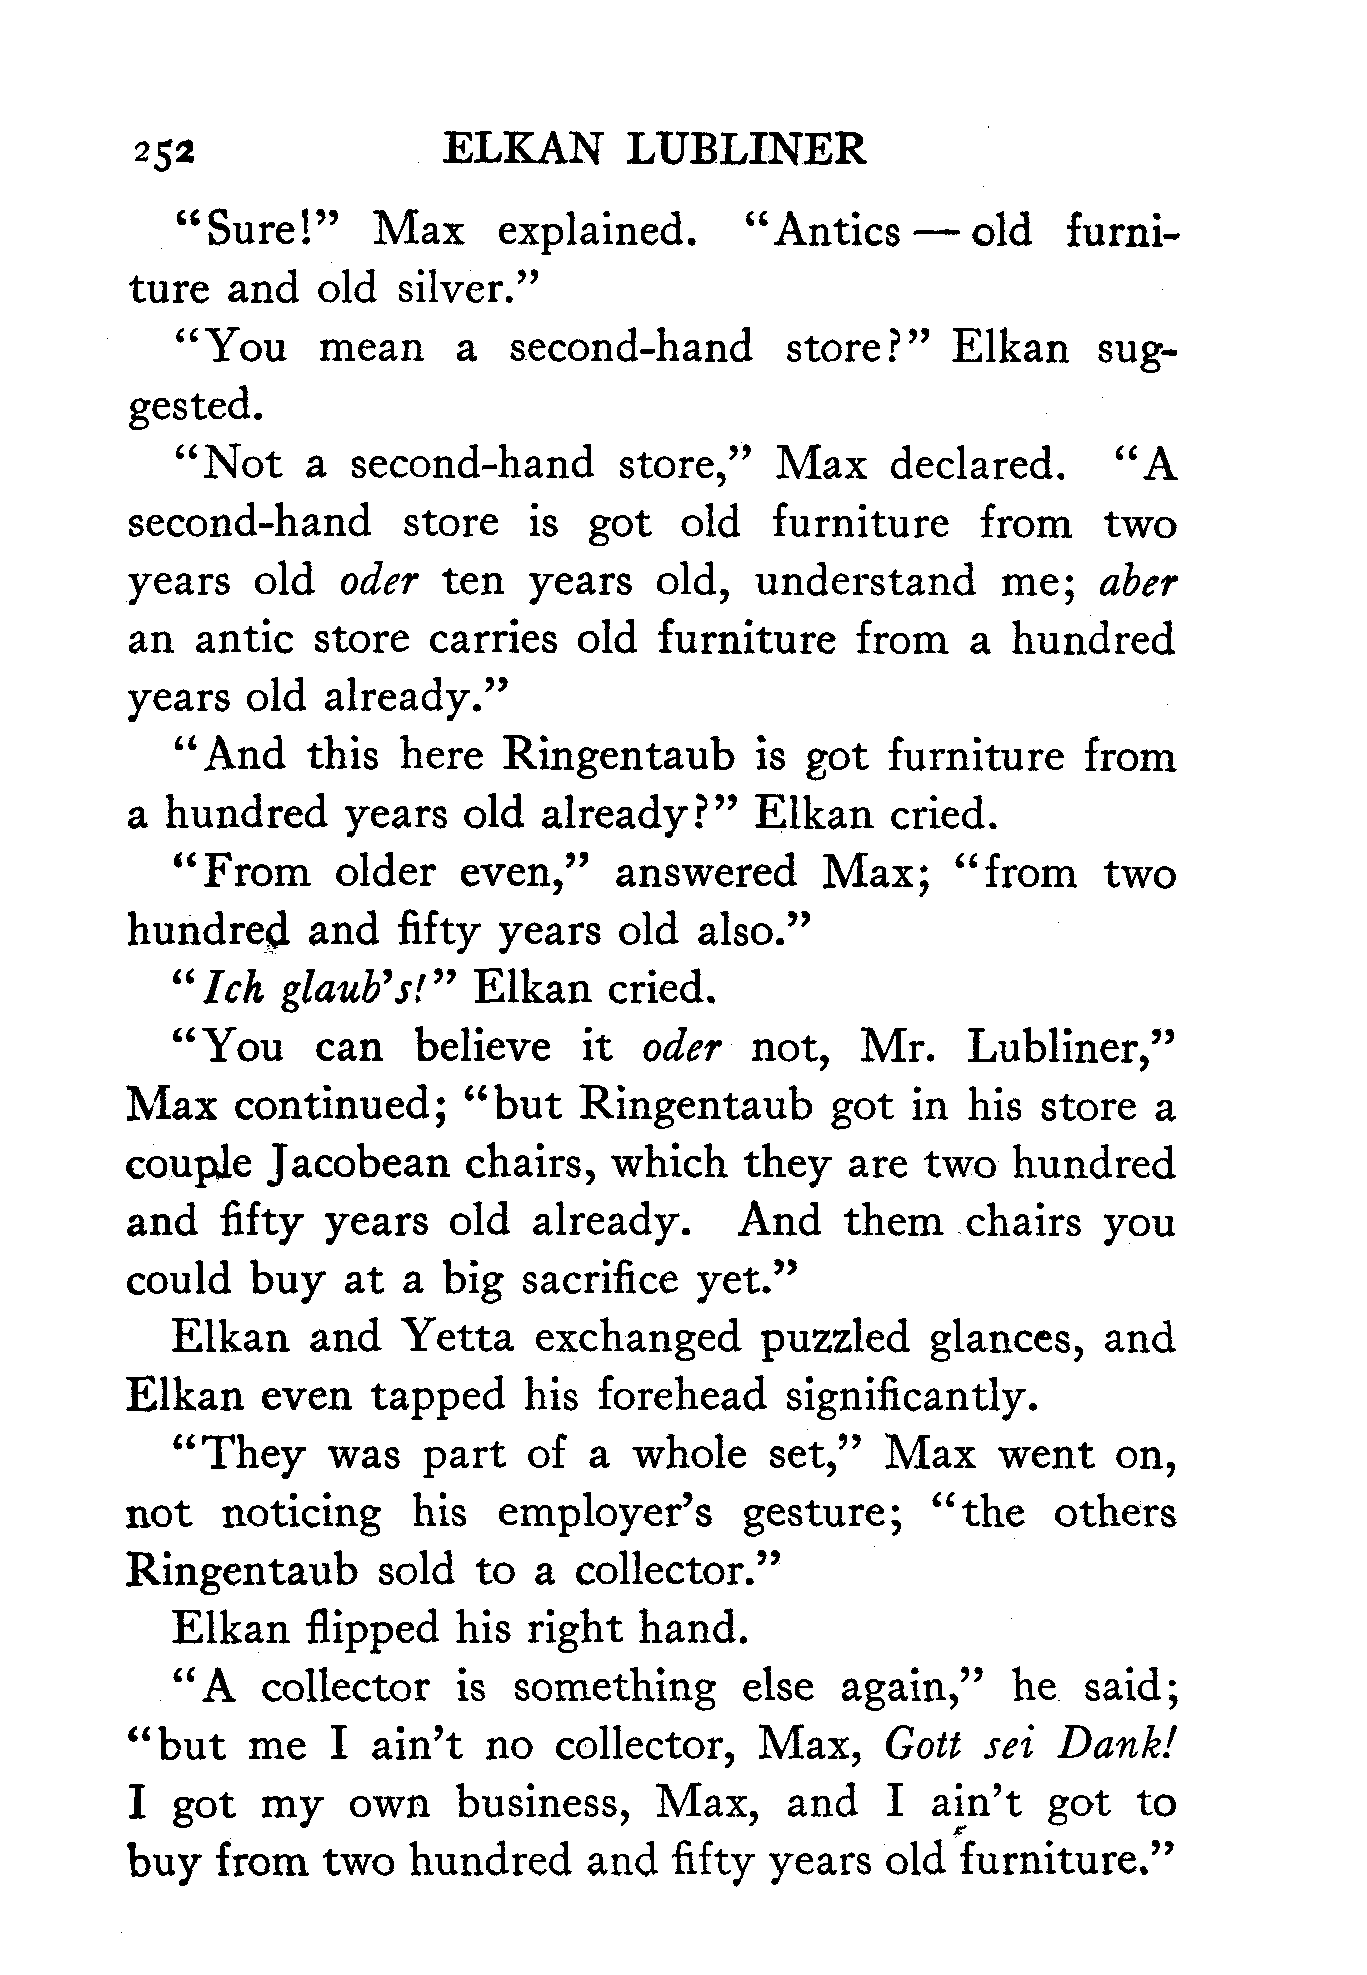 252 ELKAN LUBLINER
“Sure!” Max explained. “Antics — old furni-
ture and old silver.”
“You mean a second-hand store?” Elkan sug-
gested.
“Not a second-hand store,” Max declared. “A
second-hand store is got old furniture from two
years old oder ten years old, understand me; aber
an antic store carries old furniture from a hundred
years old already.”
“And this here Ringentaub is got furniture from
a hundred years old already?” Elkan cried.
“From older even,” answered Max; “from two
hundred and fifty years old also.”
“Ich glaub’s!” Elkan cried.
“You can believe it oder not, Mr. Lubliner,”
Max continued; “but Ringentaub got in his store a
couple Jacobean chairs, which they are two hundred
and fifty years old already. And them chairs you
could buy at a big sacrifice yet.”
Elkan and Yetta exchanged puzzled glances, and
Elkan even tapped his forehead significantly.
“They was part of a whole set,” Max went on,
not noticing his employer’s gesture; “the others
Ringentaub sold to a collector.”
Elkan flipped his right hand.
“A collector is something else again,” he said;
“but me I ain’t no collector, Max, Gott sei Dank!
I got my own business, Max, and I ain’t got to
buy from two hundred and fifty years old furniture.”